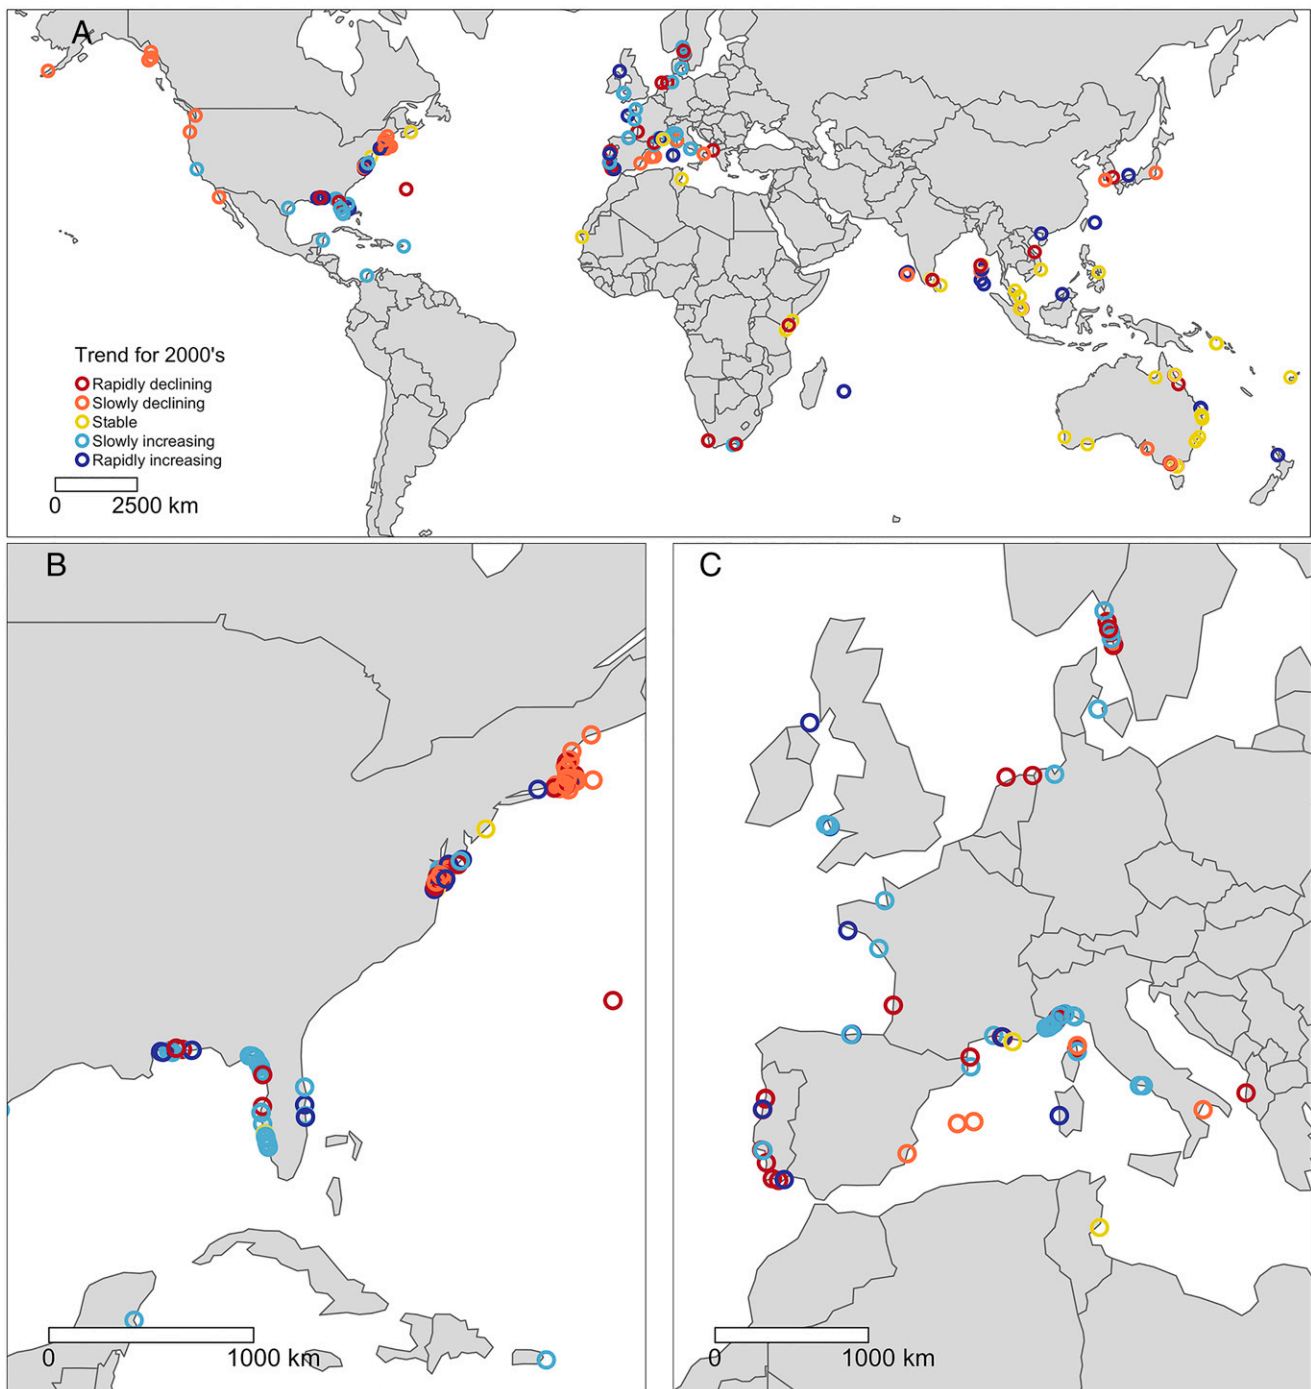 A
Trend for 2000's
Rapidly declining
Slowly declining
Stable
Slowly increasing
Rapidly increasing
0 2500 km
B
0 1000 km
C
0 1000 km